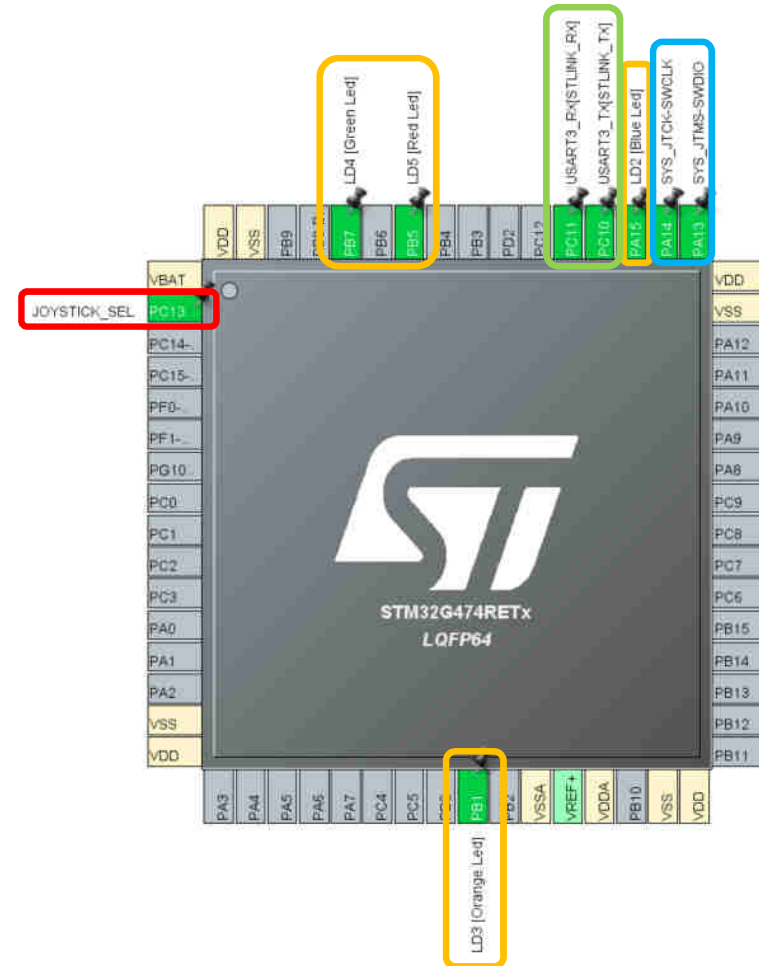 LD4 [Green Led]
LD5 [Red Led]
USART3_RX[STLINK_RX]
USART3_TX[STLINK_TX]
LD2 [Blue Led]
SYS_JTCK-SWCLK
SYS_JTMS-SWDIO
VDD
VSS
PB9
PB7
PB6
PB5
PB4
PB3
PD2
PC12
PC11
PC10
PA15
PA14
PA13
VBAT
JOYSTICK_SEL
PC13
PC14-..
PC15-..
PF0-..
PF1-..
PG10..
PC0
PC1
PC2
PC3
PA0
PA1
PA2
VSS
VDD
ST
STM32G474RETx
LQFP64
VDD
VSS
PA12
PA11
PA10
PA9
PA8
PC9
PC8
PC7
PC6
PB15
PB14
PB13
PB12
PB11
PA3
PA4
PA5
PA6
PA7
PC4
PC5
PB1
PB2
VSSA
VREF+
VDDA
PB10
VSS
VDD
LD3 [Orange Led]